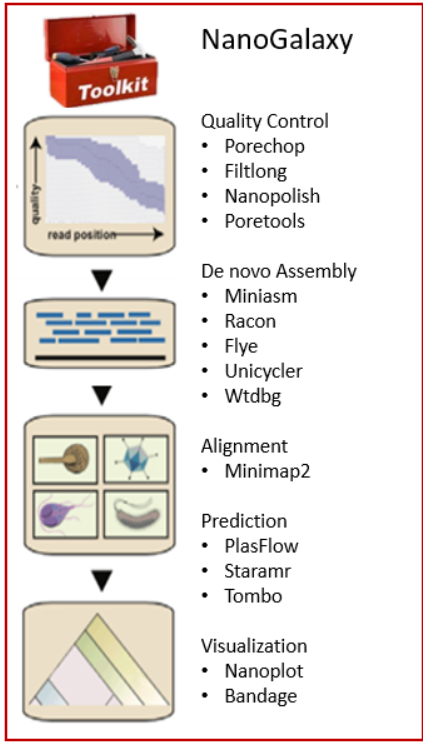 NanoGalaxy
Toolkit
Quality Control
• Porechop
• Filtlong
• Nanopolish
• Poretools
quality
read position
De novo Assembly
• Miniasm
• Racon
• Flye
• Unicycler
• Wtdbg
Alignment
• Minimap2
Prediction
• PlasFlow
• Staramr
• Tombo
Visualization
• Nanoplot
• Bandage